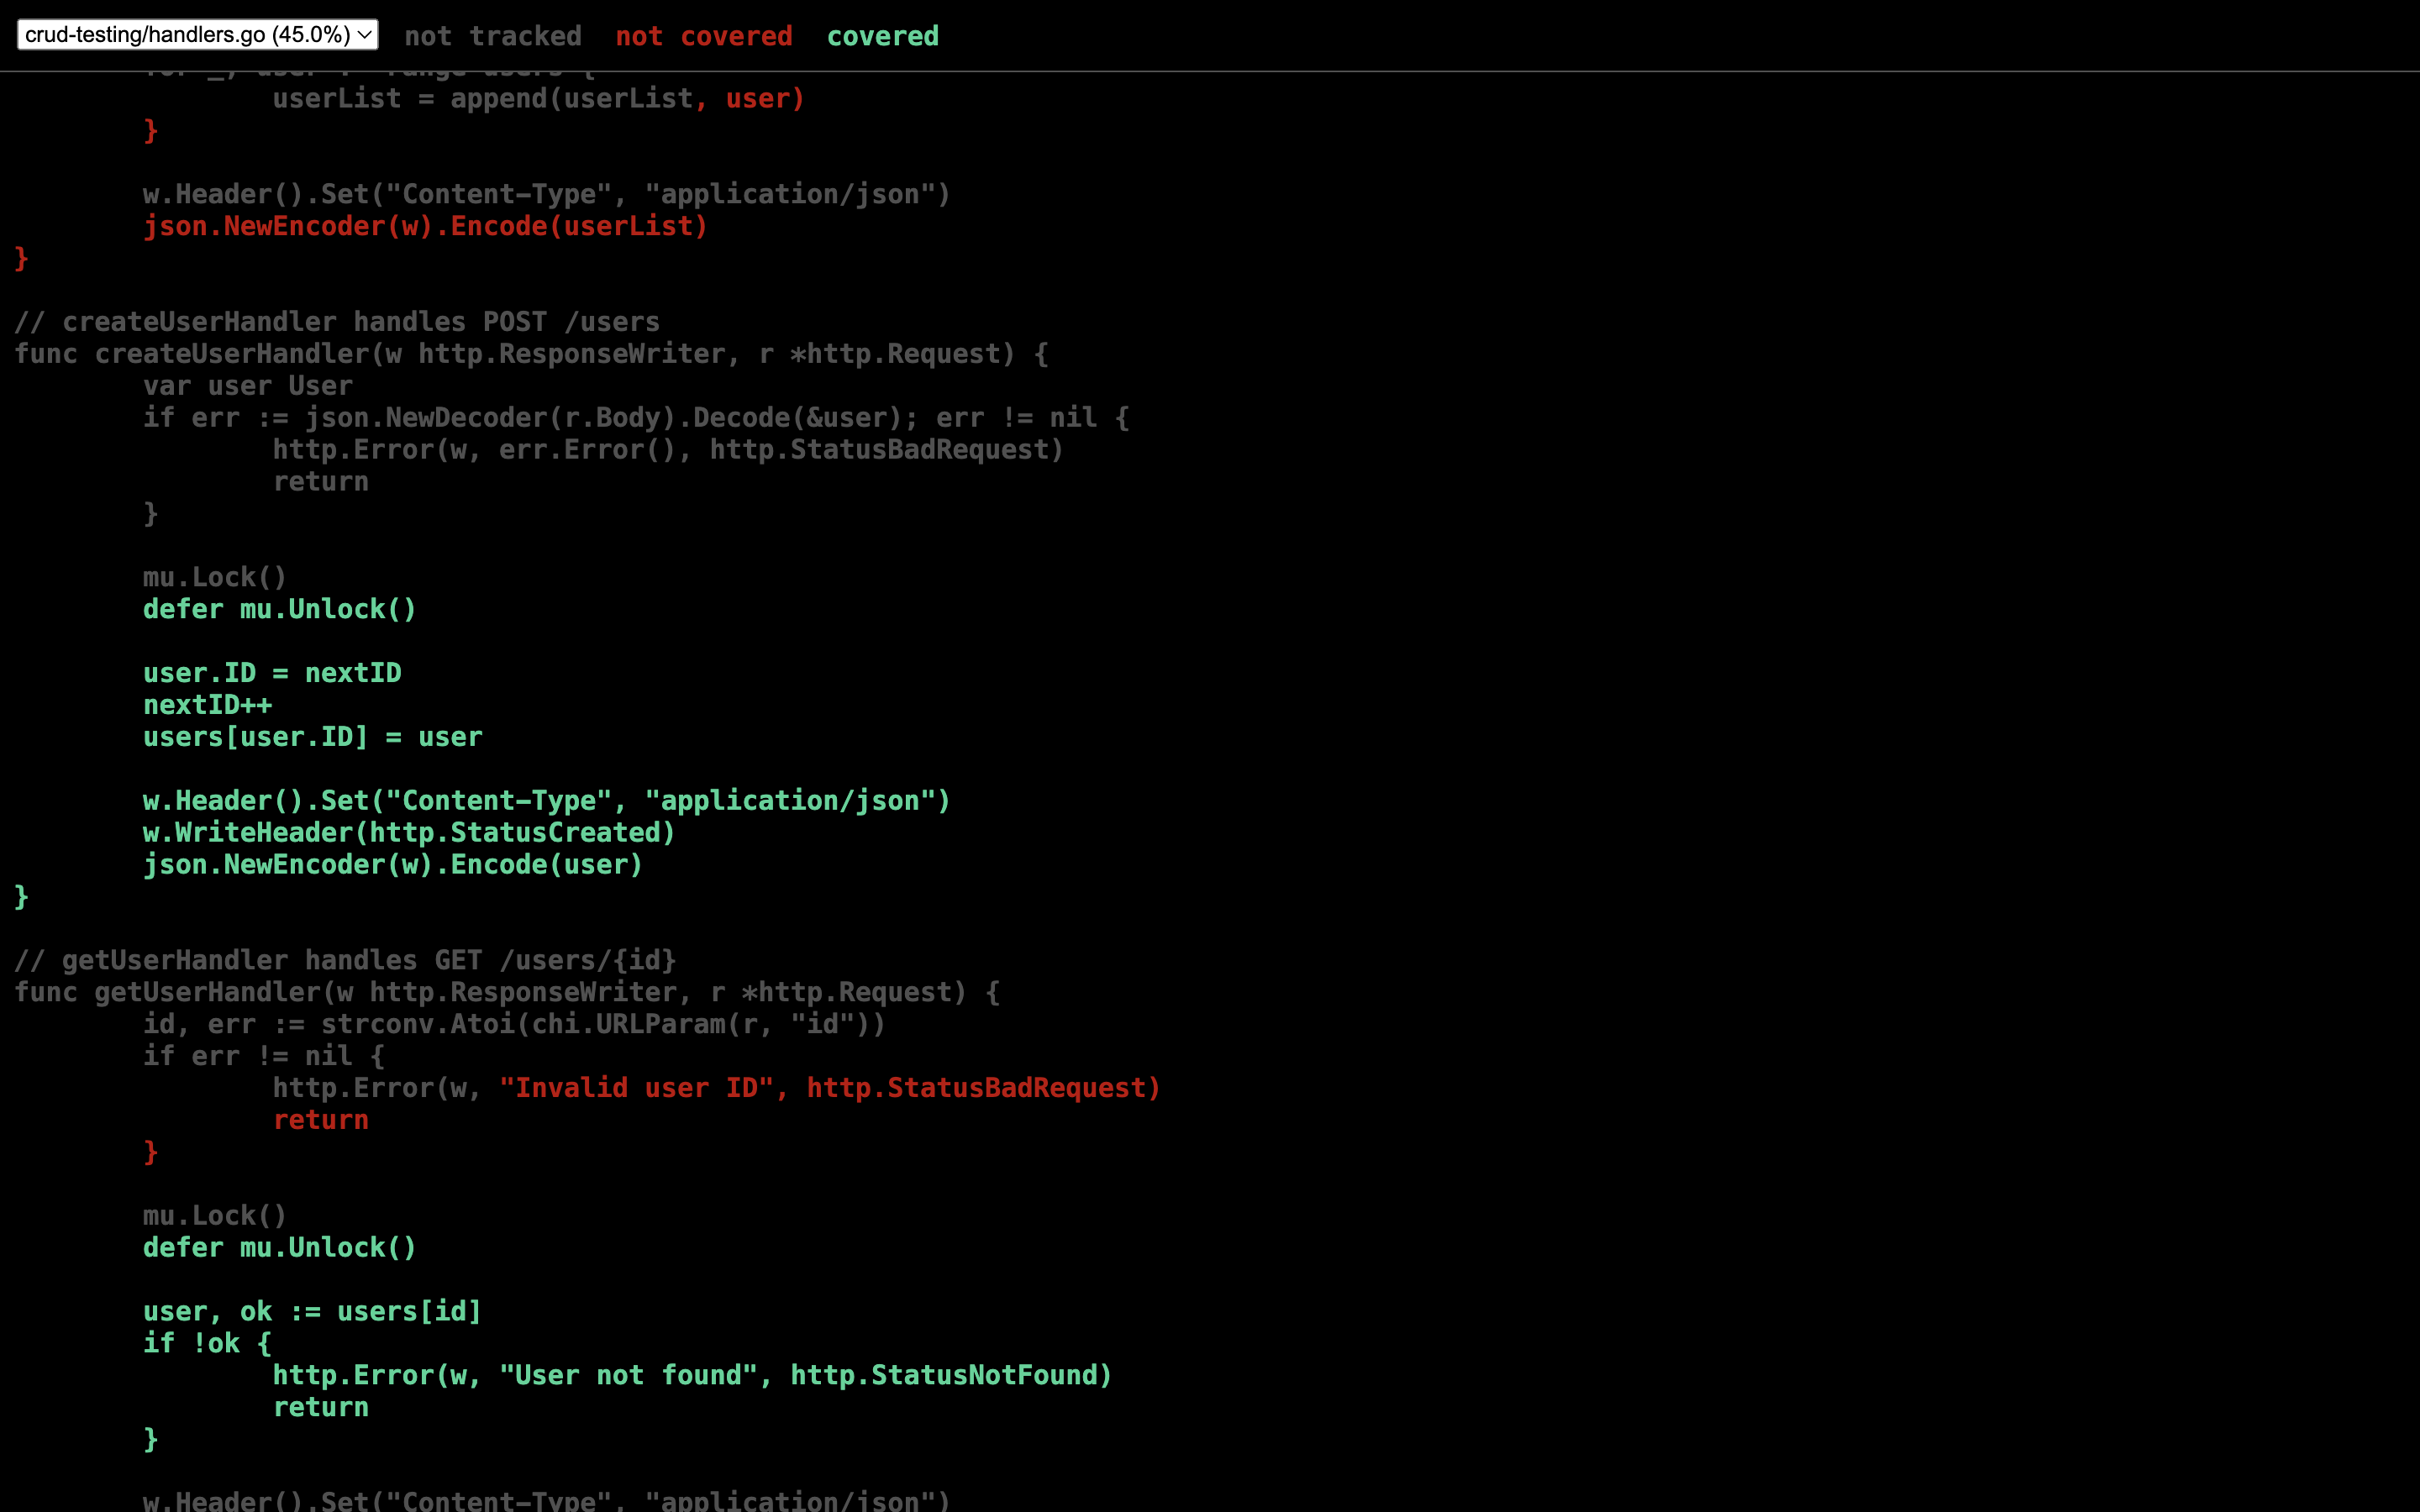 crud-testing/handlers.go (45.0%) not tracked not covered covered
for _, user := range users {
userList = append(userList, user)
}
w.Header().Set("Content-Type", "application/json")
json.NewEncoder(w).Encode(userList)
}
// createUserHandler handles POST /users
func createUserHandler(w http.ResponseWriter, r *http.Request) {
var user User
if err := json.NewDecoder(r.Body).Decode(&user); err != nil {
http.Error(w, err.Error(), http.StatusBadRequest)
return
}
mu.Lock()
defer mu.Unlock()
user.ID = nextID
nextID++
users[user.ID] = user
w.Header().Set("Content-Type", "application/json")
w.WriteHeader(http.StatusCreated)
json.NewEncoder(w).Encode(user)
}
// getUserHandler handles GET /users/{id}
func getUserHandler(w http.ResponseWriter, r *http.Request) {
id, err := strconv.Atoi(chi.URLParam(r, "id"))
if err != nil {
http.Error(w, "Invalid user ID", http.StatusBadRequest)
return
}
mu.Lock()
defer mu.Unlock()
user, ok := users[id]
if !ok {
http.Error(w, "User not found", http.StatusNotFound)
return
}
w.Header().Set("Content-Type", "application/json")